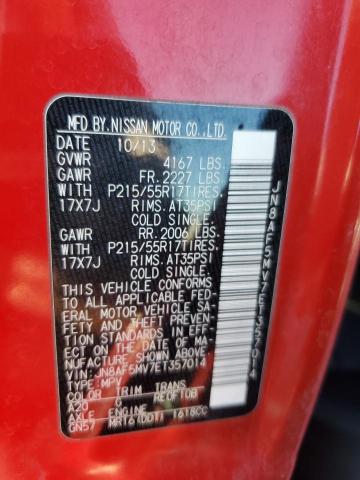 MFD BY. NISSAN MOTOR CO., LTD.
DATE 10/13
GVWR 4167 LBS.
GAWR FR. 2227 LBS.
WITH P215/55R17TIRES.
17X7J RIMS. AT35PSI
COLD SINGLE.
GAWR RR. 2006 LBS.
WITH P215/55R17TIRES.
17X7J RIMS. AT35PSI
COLD SINGLE.
THIS VEHICLE CONFORMS
TO ALL APPLICABLE FED-
ERAL MOTOR VEHICLE SA-
FETY, BUMPER, AND THEFT
PREVENTION STANDARDS
IN EFFECT ON THE DATE OF MA-
NUFACTURE SHOWN ABOVE.
VIN: JN8AF5MV7ET357014
TYPE: MPV
COLOR TRIM TRANS
A20 G RE0F10B
AXLE ENGINE
GN57 MR16(DDT) 1618CC
JN8AF5MV7ET357014